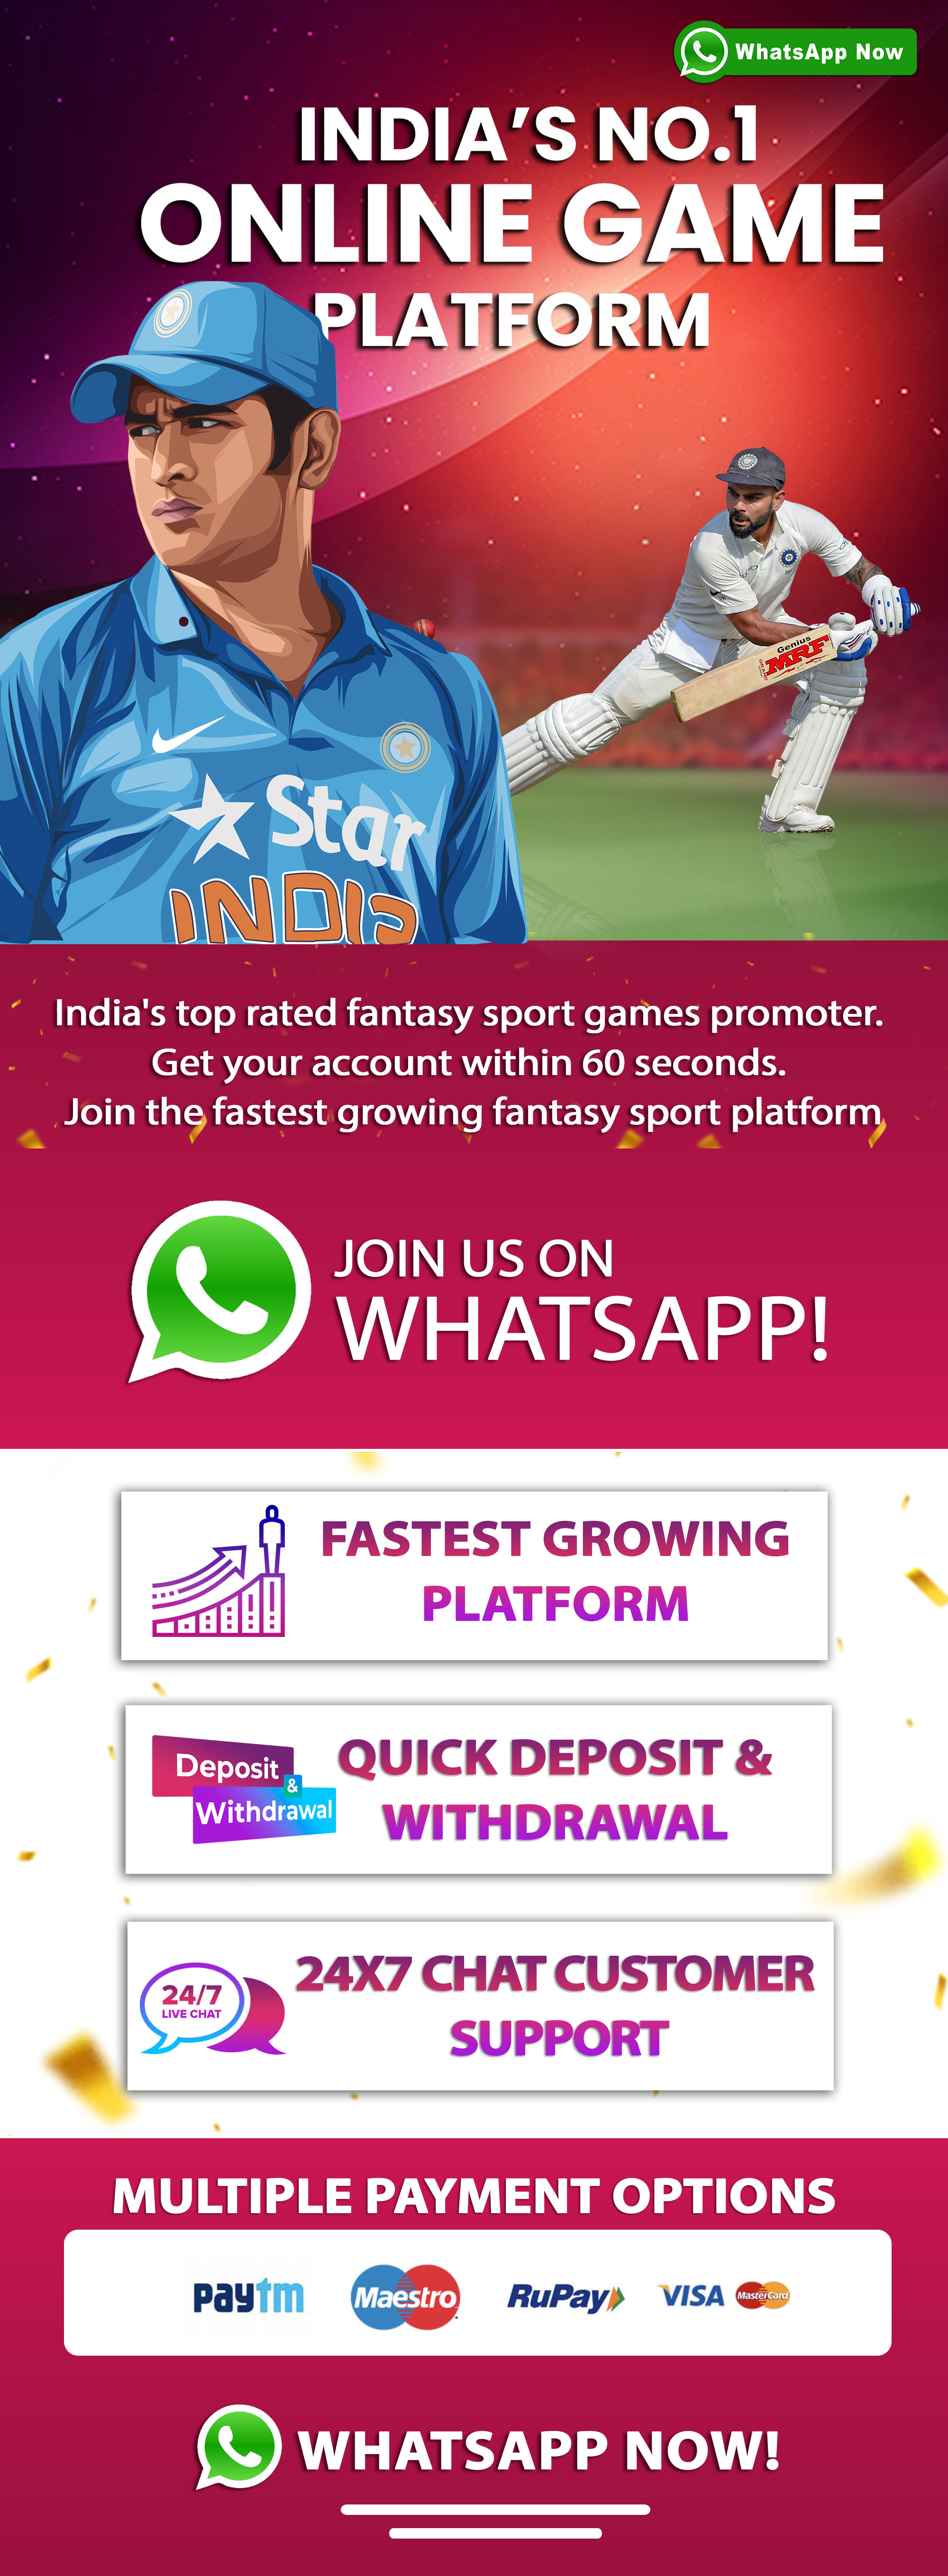 WhatsApp Now
INDIA'S NO.1
ONLINE GAME
PLATFORM
Genius
MRF
Star
INDIA
India's top rated fantasy sport games promoter.
Get your account within 60 seconds.
Join the fastest growing fantasy sport platform
JOIN US ON
WHATSAPP!
FASTEST GROWING
PLATFORM
Deposit
&
Withdrawal
QUICK DEPOSIT &
WITHDRAWAL
24/7
LIVE CHAT
24X7 CHAT CUSTOMER
SUPPORT
MULTIPLE PAYMENT OPTIONS
paytm
Maestro
RuPay
VISA
MasterCard
WHATSAPP NOW!